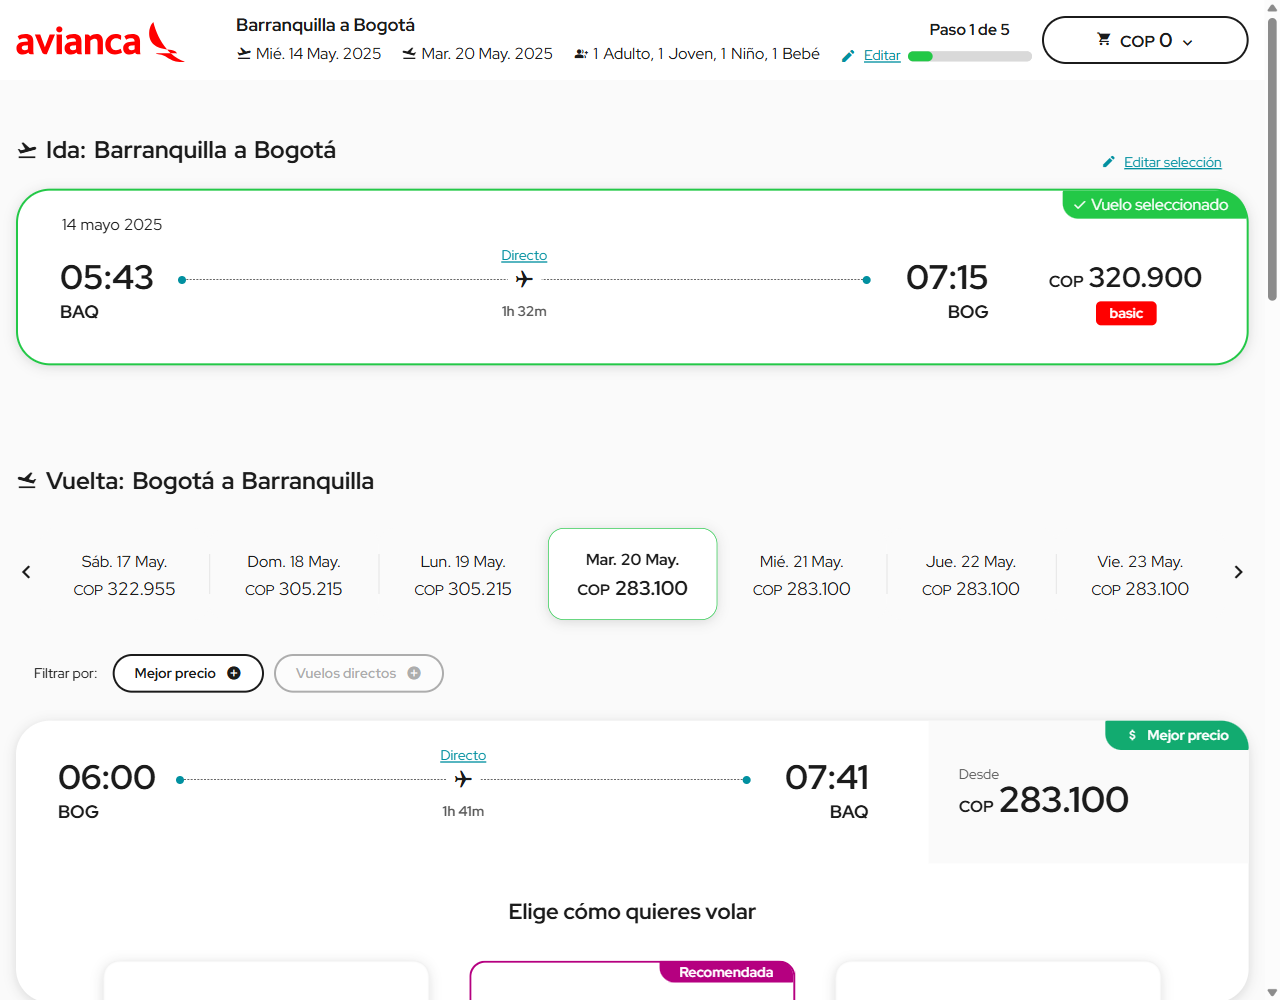 avianca
Barranquilla a Bogotá
Mié. 14 May. 2025 Mar. 20 May. 2025 1 Adulto, 1 Joven, 1 Niño, 1 Bebé Editar
Paso 1 de 5
COP 0
Ida: Barranquilla a Bogotá
Editar selección
Vuelo seleccionado
14 mayo 2025
Directo
05:43 07:15 COP 320.900
BAQ 1h 32m BOG basic
Vuelta: Bogotá a Barranquilla
Sáb. 17 May. Dom. 18 May. Lun. 19 May. Mar. 20 May. Mié. 21 May. Jue. 22 May. Vie. 23 May.
COP 322.955 COP 305.215 COP 305.215 COP 283.100 COP 283.100 COP 283.100 COP 283.100
Filtrar por: Mejor precio Vuelos directos
$ Mejor precio
Directo
06:00 07:41
BOG 1h 41m BAQ
Desde
COP 283.100
Elige cómo quieres volar
Recomendada